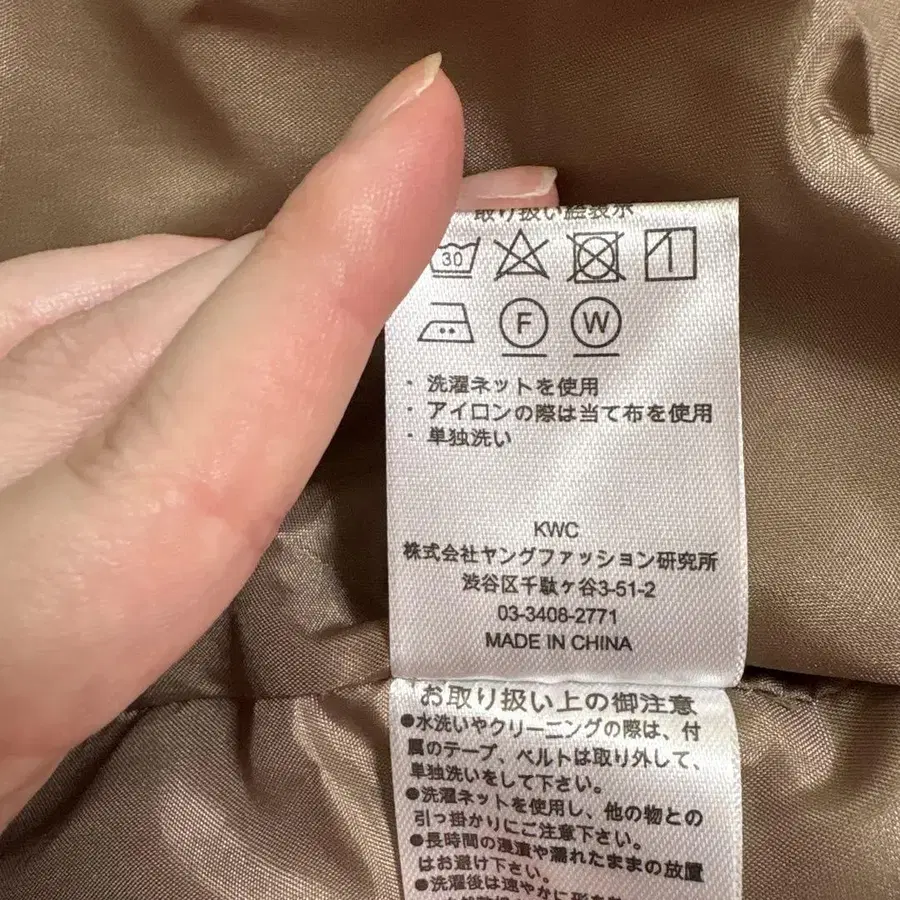 取り扱い絵表示
30
F W
・ 洗濯ネットを使用
・ アイロンの際は当て布を使用
・ 単独洗い
KWC
株式会社ヤングファッション研究所
渋谷区千駄ヶ谷3-51-2
03-3408-2771
MADE IN CHINA
お取り扱い上の御注意
●水洗いやクリーニングの際は、付
属のテープ、ベルトは取り外して、
単独洗いをして下さい。
●洗濯ネットを使用し、他の物との
引っ掛かりにご注意下さい。
●長時間の浸漬や濡れたままの放置
はお避け下さい。
●洗濯後は速やかに形を